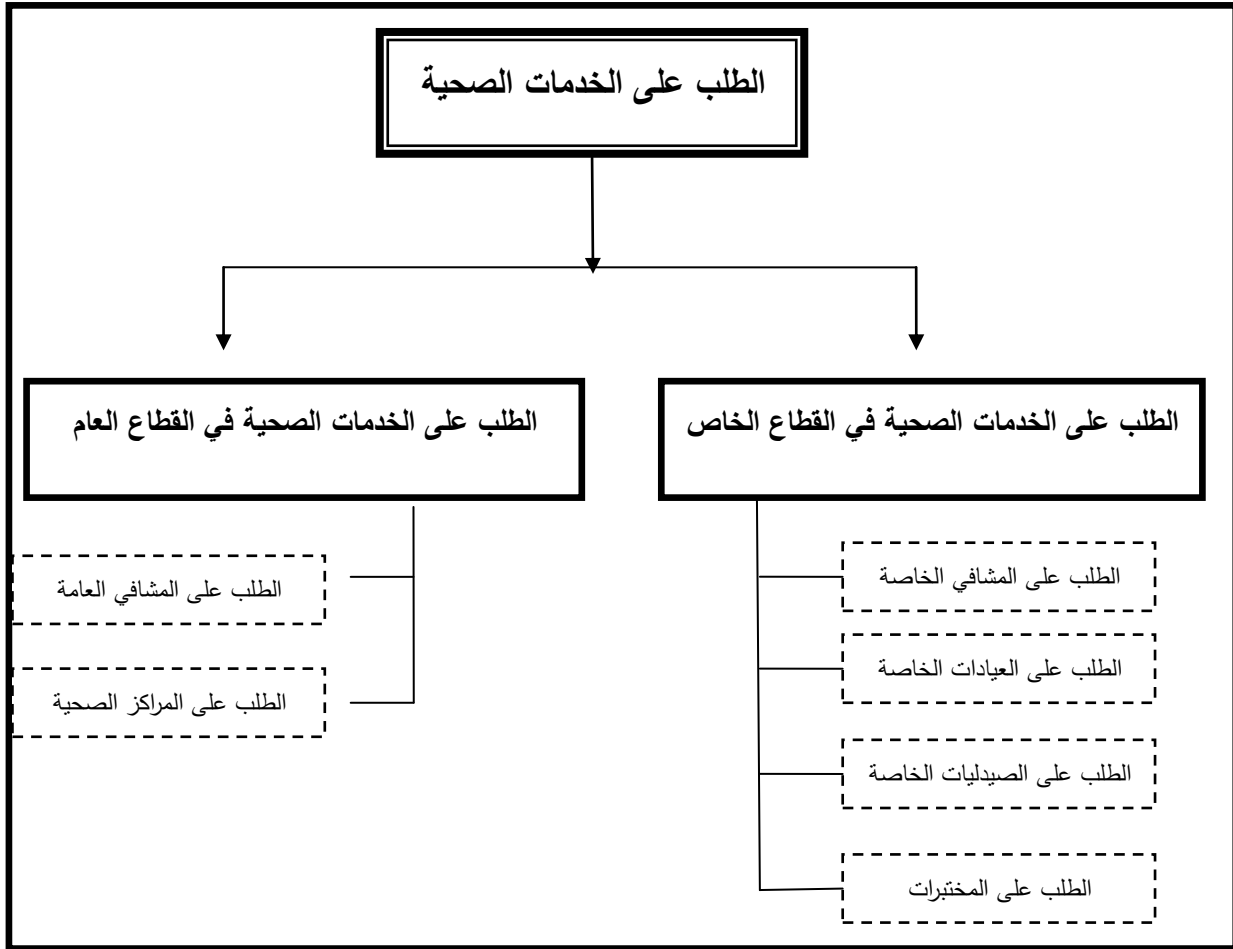 الطلب على الخدمات الصحية
الطلب على الخدمات الصحية في القطاع الخاص
الطلب على الخدمات الصحية في القطاع العام
الطلب على المشافي الخاصة
الطلب على العيادات الخاصة
الطلب على الصيدليات الخاصة
الطلب على المختبرات
الطلب على المشافي العامة
الطلب على المراكز الصحية